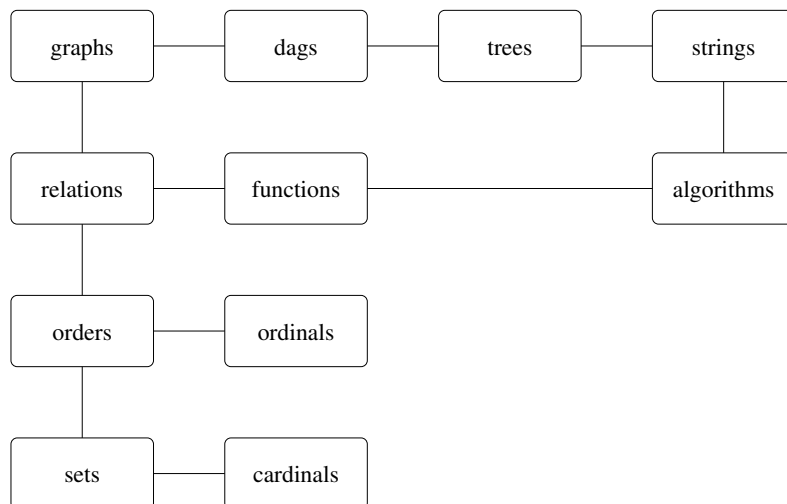 graphs dags trees strings
relations functions algorithms
orders ordinals
sets cardinals